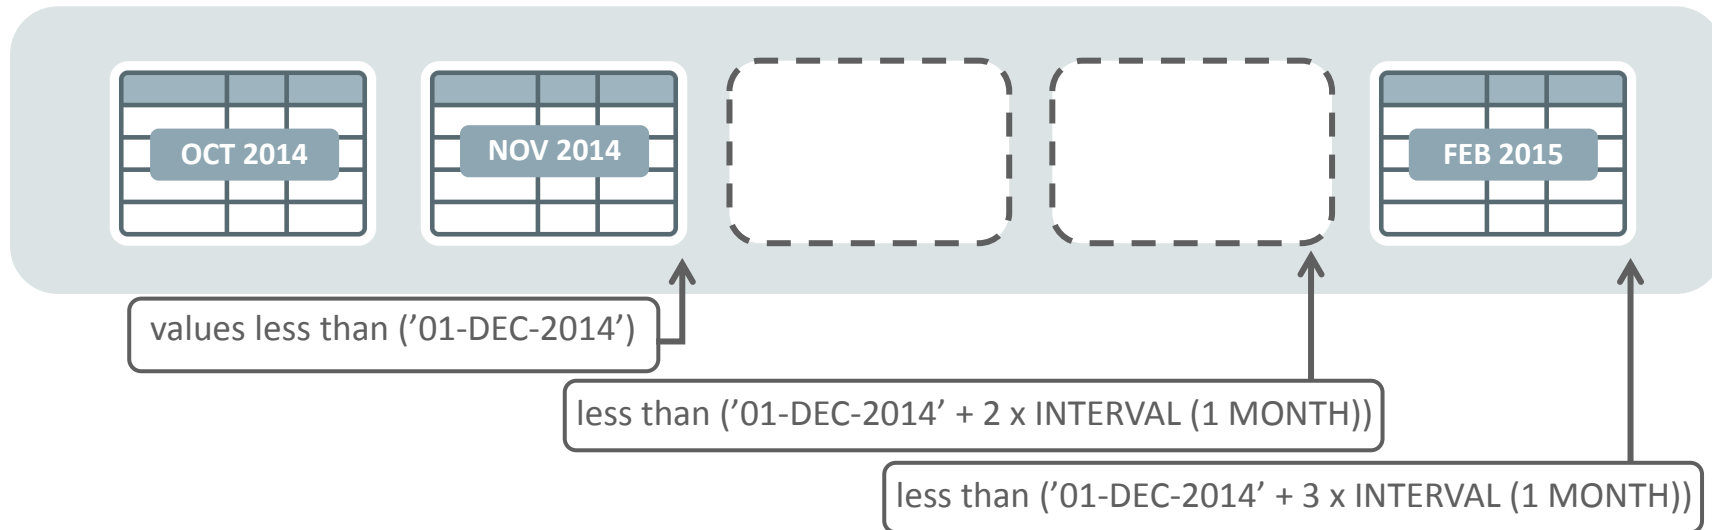 OCT 2014
NOV 2014
FEB 2015
values less than (’01-DEC-2014’)
less than (’01-DEC-2014’ + 2 x INTERVAL (1 MONTH))
less than (’01-DEC-2014’ + 3 x INTERVAL (1 MONTH))